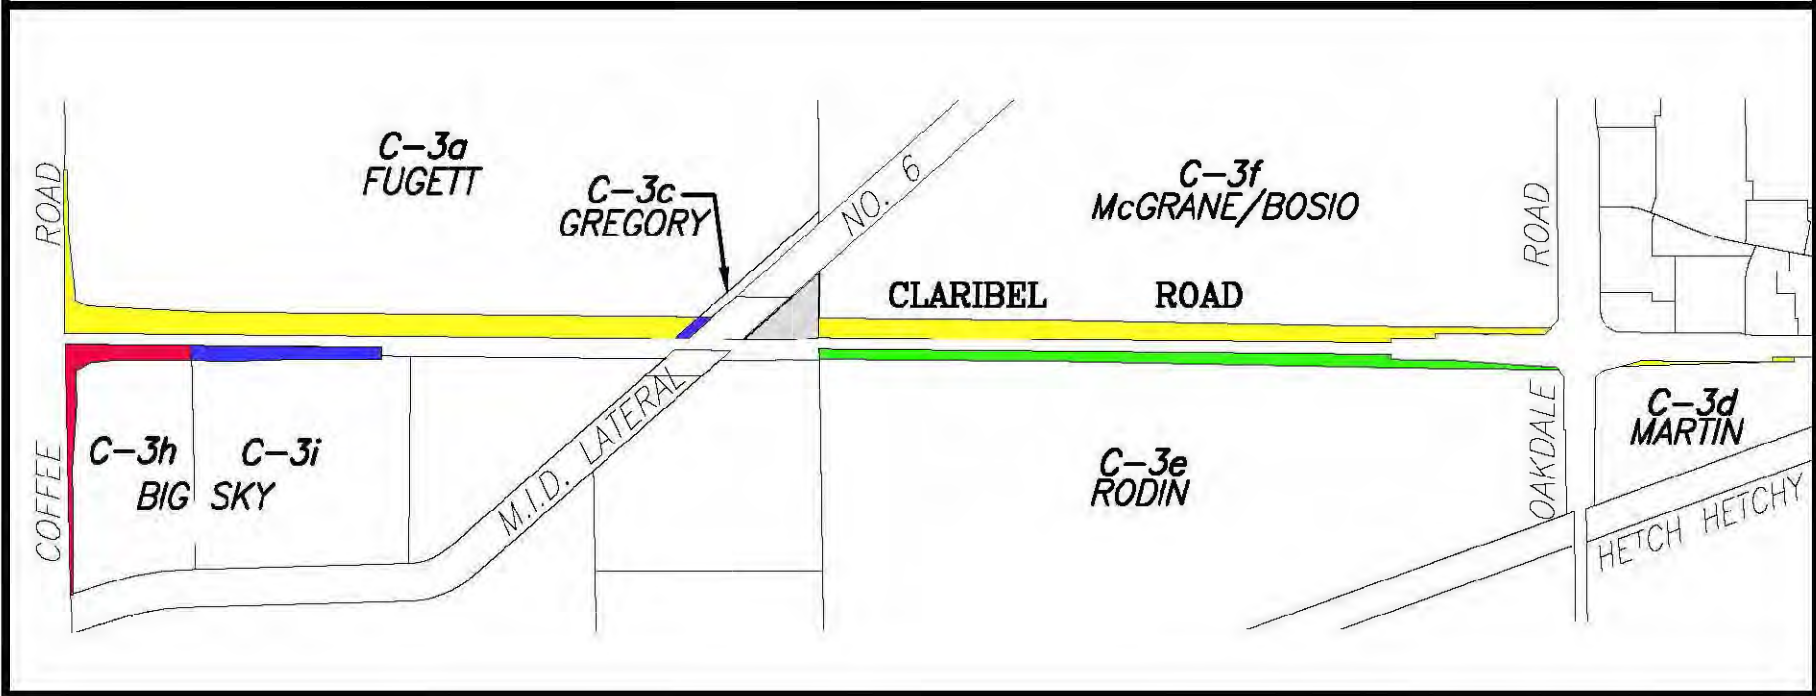 C-3a
FUGETT
C-3c
GREGORY
NO. 6
C-3f
McGRANE/BOSIO
ROAD
ROAD
CLARIBEL ROAD
C-3h
C-3i
BIG SKY
COFFEE
M.I.D. LATERAL
C-3e
RODIN
OAKDALE
C-3d
MARTIN
HETCH HETCHY